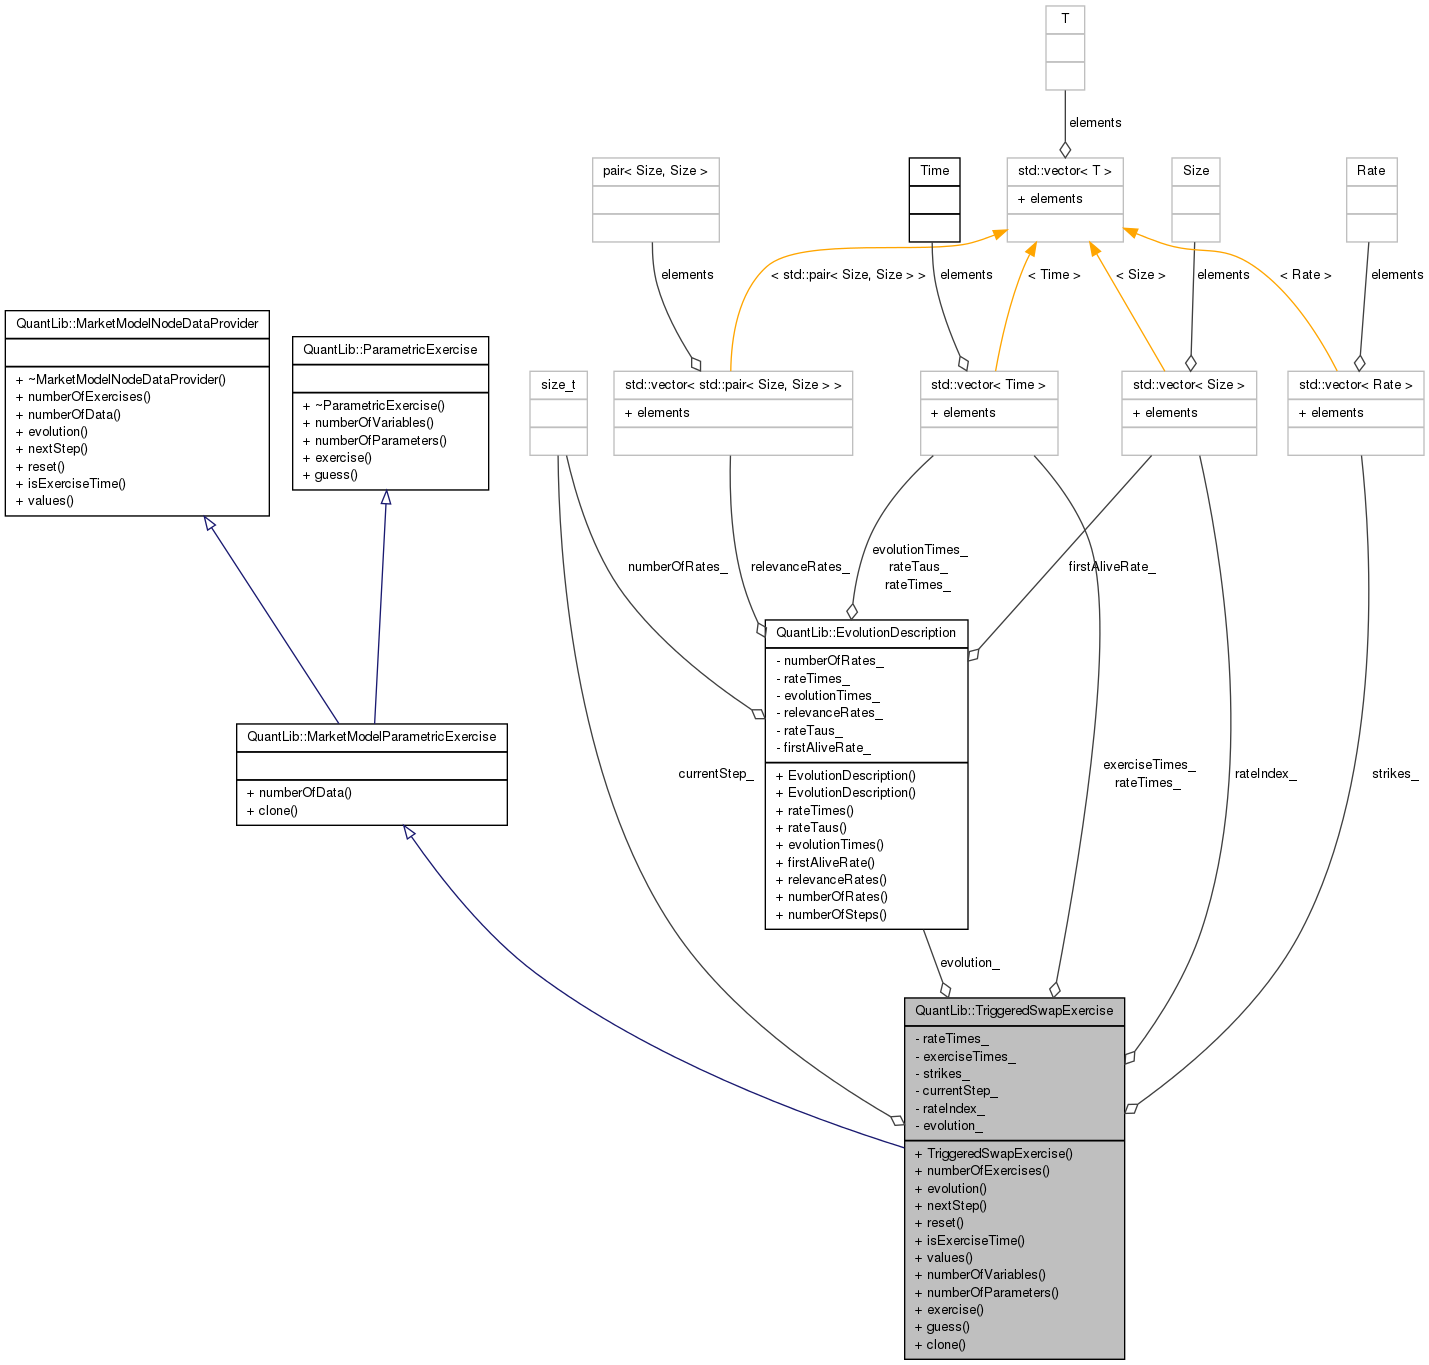 T
elements
pair< Size, Size >
Time
std::vector< T >
+ elements
Size
Rate
elements
< std::pair< Size, Size > >
elements
< Time >
< Size >
elements
< Rate >
elements
QuantLib::MarketModelNodeDataProvider
+ ~MarketModelNodeDataProvider()
+ numberOfExercises()
+ numberOfData()
+ evolution()
+ nextStep()
+ reset()
+ isExerciseTime()
+ values()
QuantLib::ParametricExercise
+ ~ParametricExercise()
+ numberOfVariables()
+ numberOfParameters()
+ exercise()
+ guess()
size_t
std::vector< std::pair< Size, Size > >
+ elements
std::vector< Time >
+ elements
std::vector< Size >
+ elements
std::vector< Rate >
+ elements
numberOfRates_
relevanceRates_
evolutionTimes_
rateTaus_
rateTimes_
firstAliveRate_
QuantLib::EvolutionDescription
- numberOfRates_
- rateTimes_
- evolutionTimes_
- relevanceRates_
- rateTaus_
- firstAliveRate_
+ EvolutionDescription()
+ EvolutionDescription()
+ rateTimes()
+ rateTaus()
+ evolutionTimes()
+ firstAliveRate()
+ relevanceRates()
+ numberOfRates()
+ numberOfSteps()
QuantLib::MarketModelParametricExercise
+ numberOfData()
+ clone()
currentStep_
exerciseTimes_
rateTimes_
rateIndex_
strikes_
evolution_
QuantLib::TriggeredSwapExercise
- rateTimes_
- exerciseTimes_
- strikes_
- currentStep_
- rateIndex_
- evolution_
+ TriggeredSwapExercise()
+ numberOfExercises()
+ evolution()
+ nextStep()
+ reset()
+ isExerciseTime()
+ values()
+ numberOfVariables()
+ numberOfParameters()
+ exercise()
+ guess()
+ clone()